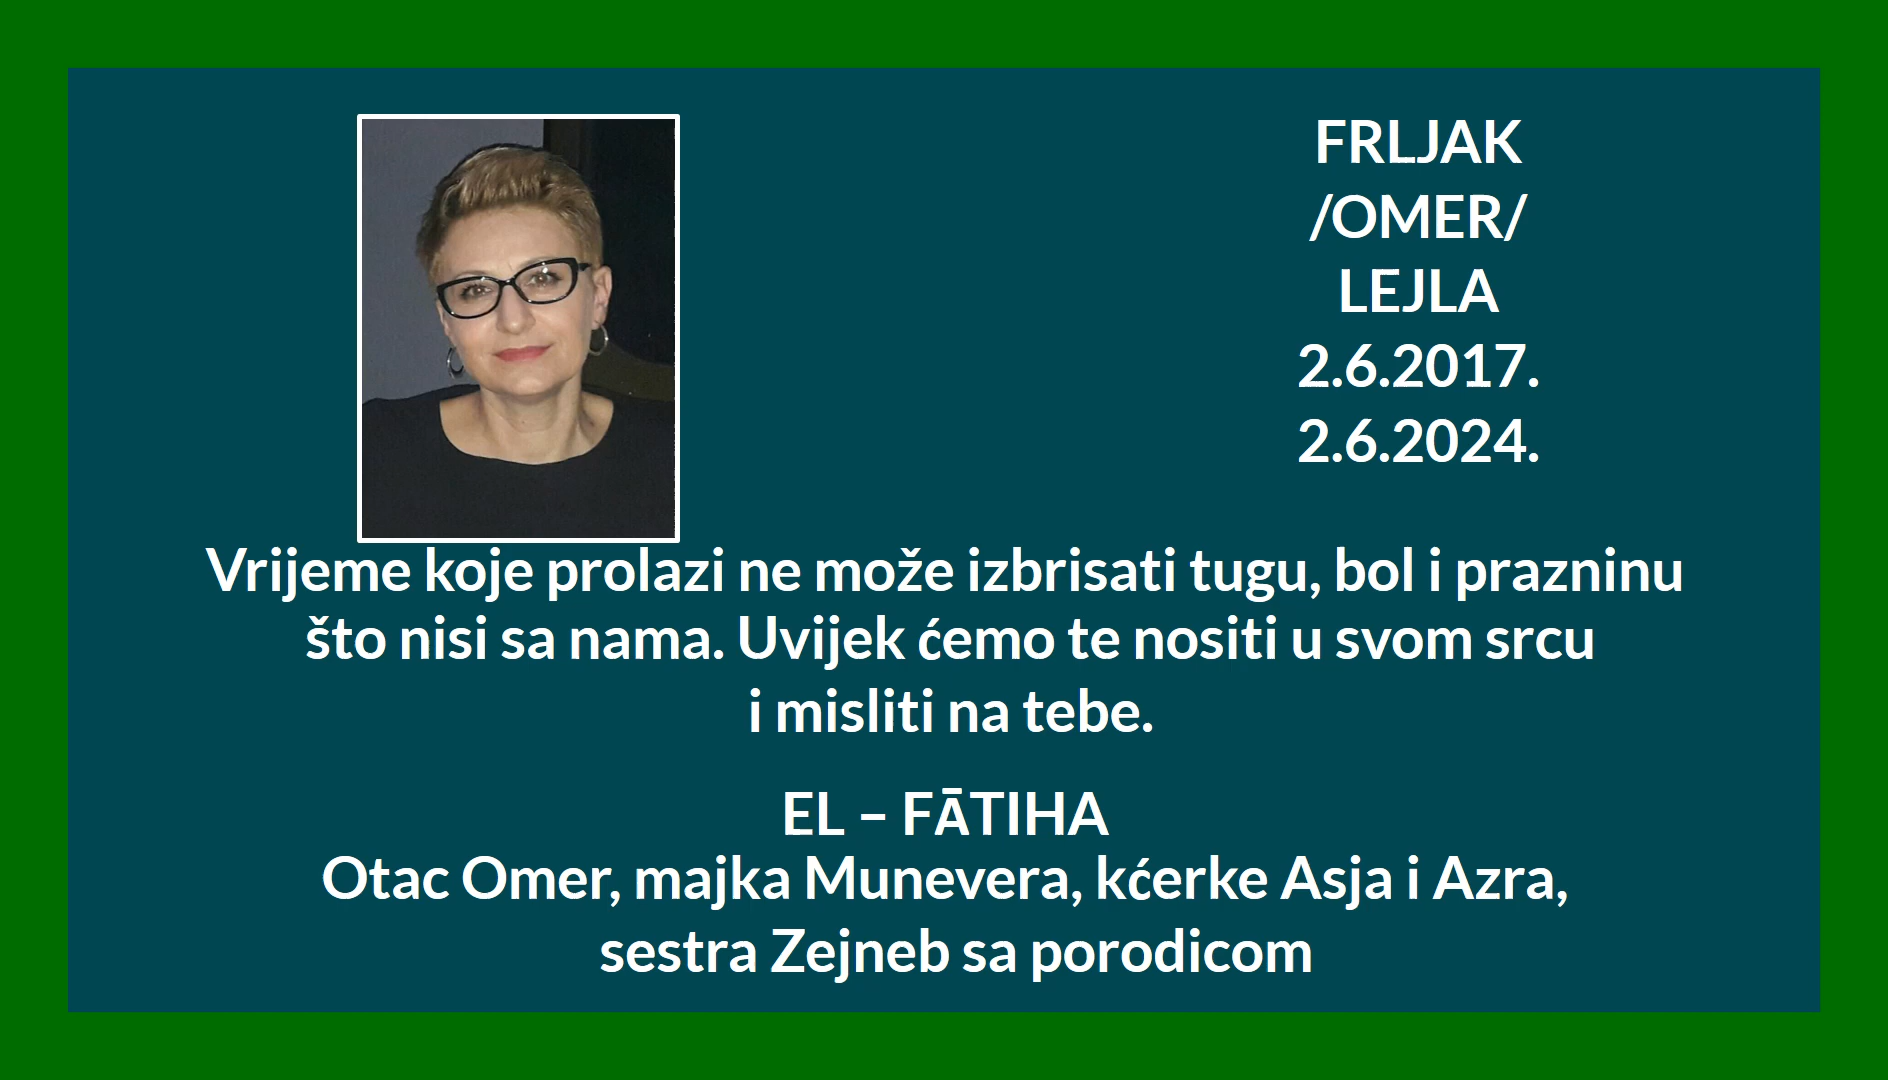 FRLJAK
/OMER/
LEJLA
2.6.2017.
2.6.2024.
Vrijeme koje prolazi ne može izbrisati tugu, bol i prazninu
što nisi sa nama. Uvijek ćemo te nositi u svom srcu
i misliti na tebe.
EL – FĀTIHA
Otac Omer, majka Munevera, kćerke Asja i Azra,
sestra Zejneb sa porodicom